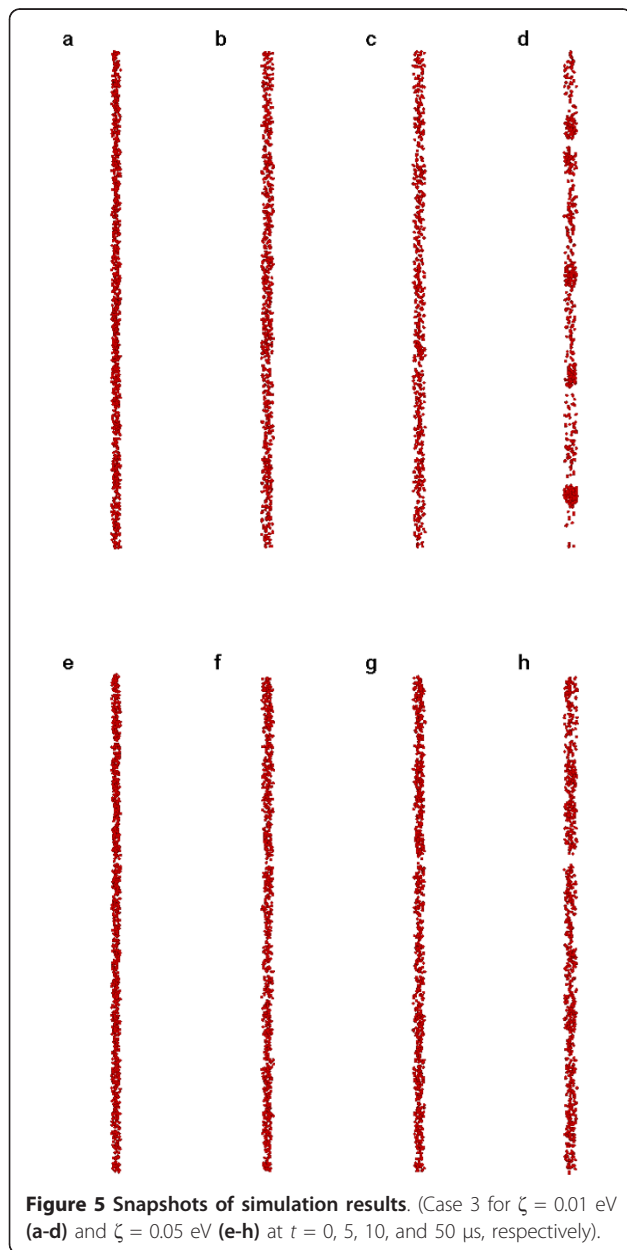 a b c d
e f g h
Figure 5 Snapshots of simulation results. (Case 3 for ζ = 0.01 eV
(a-d) and ζ = 0.05 eV (e-h) at t = 0, 5, 10, and 50 μs, respectively).